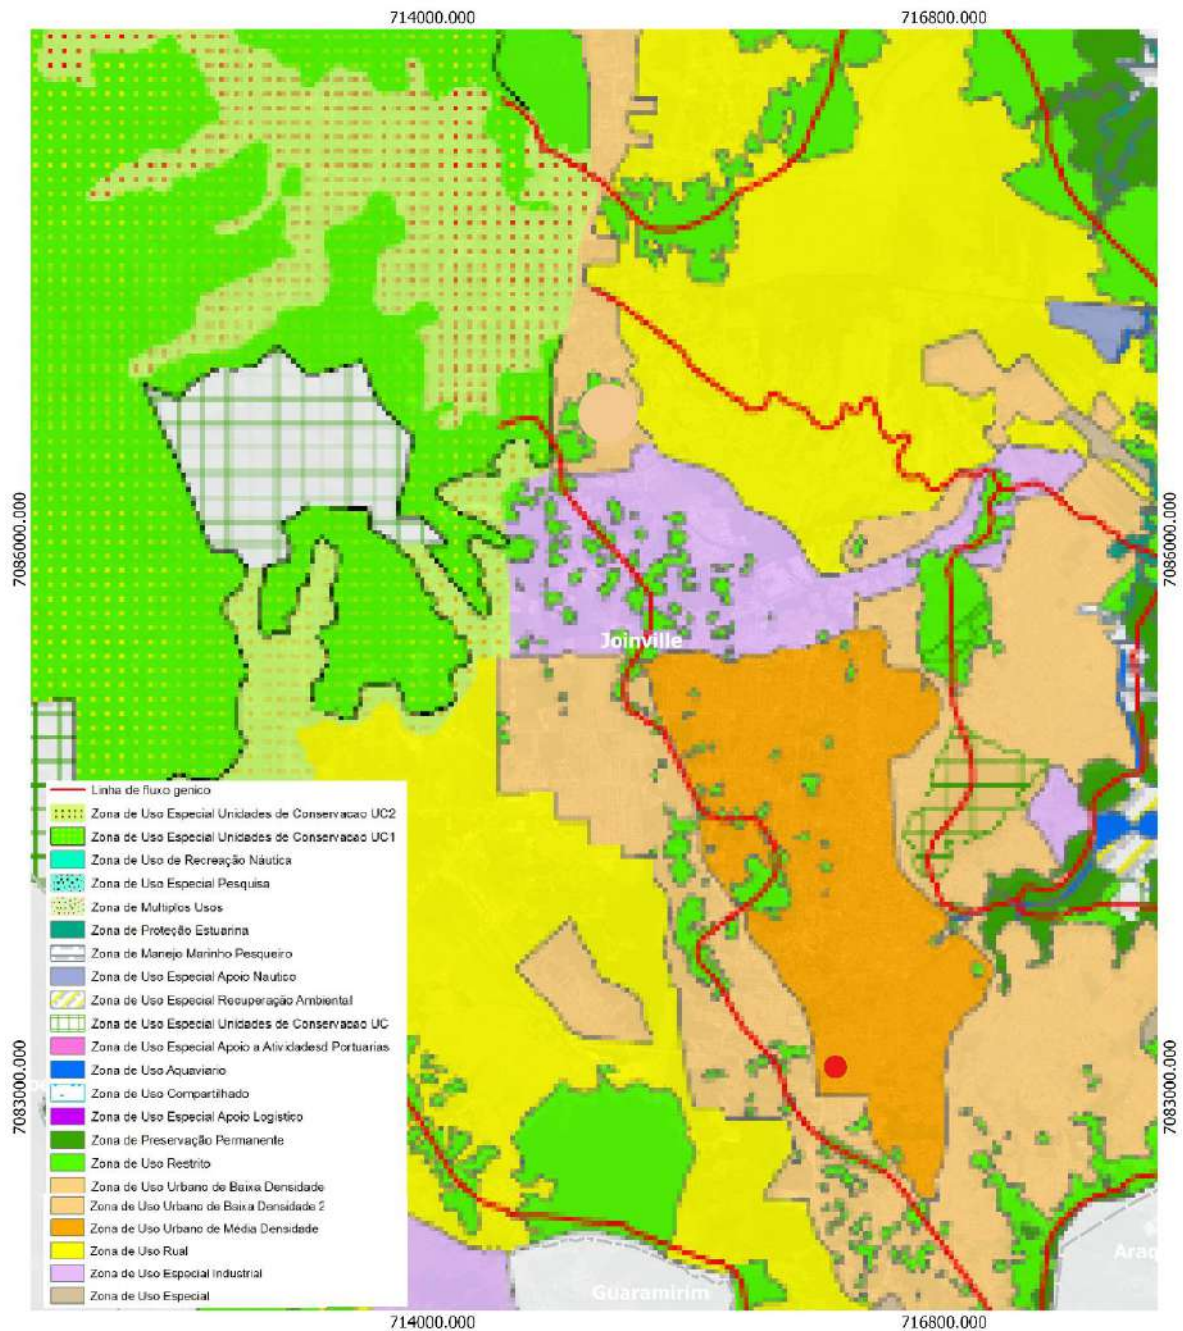 714000.000
716800.000
7086000.000
7086000.000
Joinville
Linha de fluxo genico
Zona de Uso Especial Unidades de Conservacao UC2
Zona de Uso Especial Unidades de Conservacao UC1
Zona de Uso de Recreação Náutica
Zona de Uso Especial Pesquisa
Zona de Multiplos Usos
Zona de Proteção Estuarina
Zona de Manejo Marinho Pesqueiro
Zona de Uso Especial Apoio Nautico
Zona de Uso Especial Recuperação Ambiental
Zona de Uso Especial Unidades de Conservacao UC
Zona de Uso Especial Apoio a Atividadesd Portuarias
Zona de Uso Aquaviario
Zona de Uso Compartilhado
Zona de Uso Especial Apoio Logistico
Zona de Preservação Permanente
Zona de Uso Restrito
Zona de Uso Urbano de Baixa Densidade
Zona de Uso Urbano de Baixa Densidade 2
Zona de Uso Urbano de Média Densidade
Zona de Uso Rual
Zona de Uso Especial Industrial
Zona de Uso Especial
7083000.000
7083000.000
Araq
Guaramirim
714000.000
716800.000